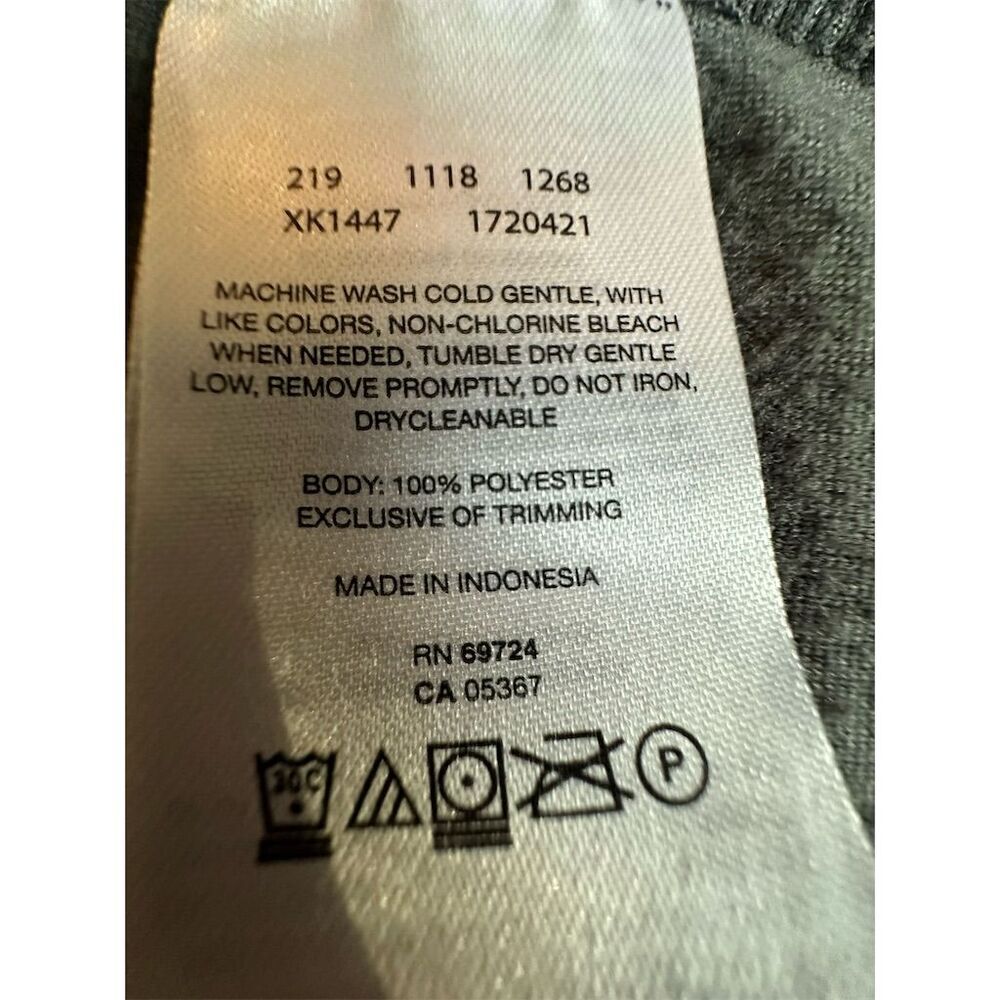 219 1118 1268
XK1447 1720421
MACHINE WASH COLD GENTLE, WITH
LIKE COLORS, NON-CHLORINE BLEACH
WHEN NEEDED, TUMBLE DRY GENTLE
LOW, REMOVE PROMPTLY, DO NOT IRON,
DRYCLEANABLE
BODY: 100% POLYESTER
EXCLUSIVE OF TRIMMING
MADE IN INDONESIA
RN 69724
CA 05367
30C P